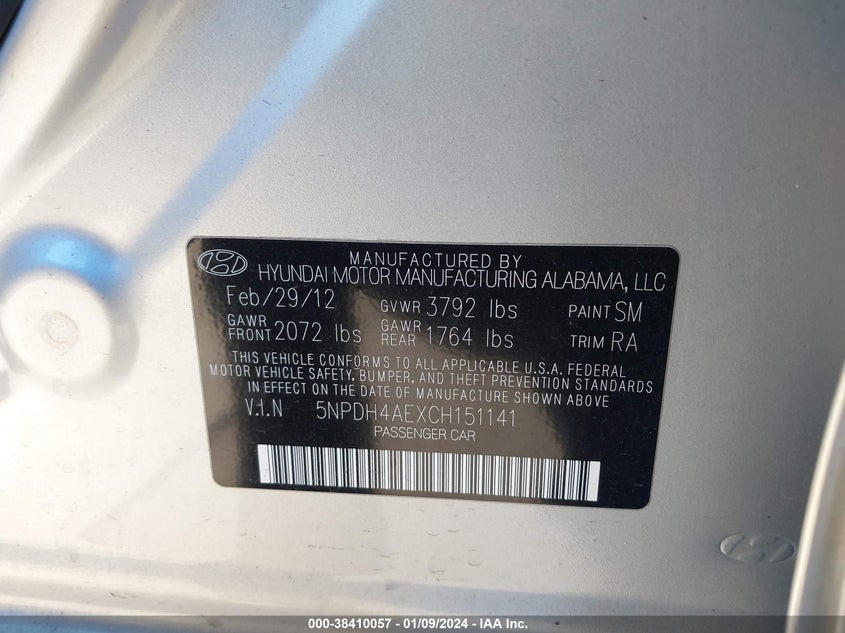 MANUFACTURED BY
HYUNDAI MOTOR MANUFACTURING ALABAMA, LLC
Feb/29/12 GVWR 3792 lbs PAINT SM
GAWR FRONT 2072 lbs GAWR REAR 1764 lbs TRIM RA
THIS VEHICLE CONFORMS TO ALL APPLICABLE U.S.A. FEDERAL
MOTOR VEHICLE SAFETY, BUMPER, AND THEFT PREVENTION STANDARDS
IN EFFECT ON THE DATE OF MANUFACTURE SHOWN ABOVE
V.I.N 5NPDH4AEXCH151141
PASSENGER CAR
000-38410057 - 01/09/2024 - IAA Inc.